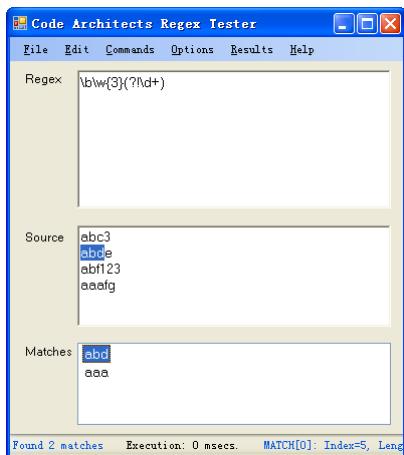 Code Architects Regex Tester
File Edit Commands Options Results Help
Regex
\b\w{3}(?!\d+)
Source
abc3
abde
abf123
aaafg
Matches
abd
aaa
Found 2 matches Execution: 0 msecs. MATCH[0]: Index=5, Leng